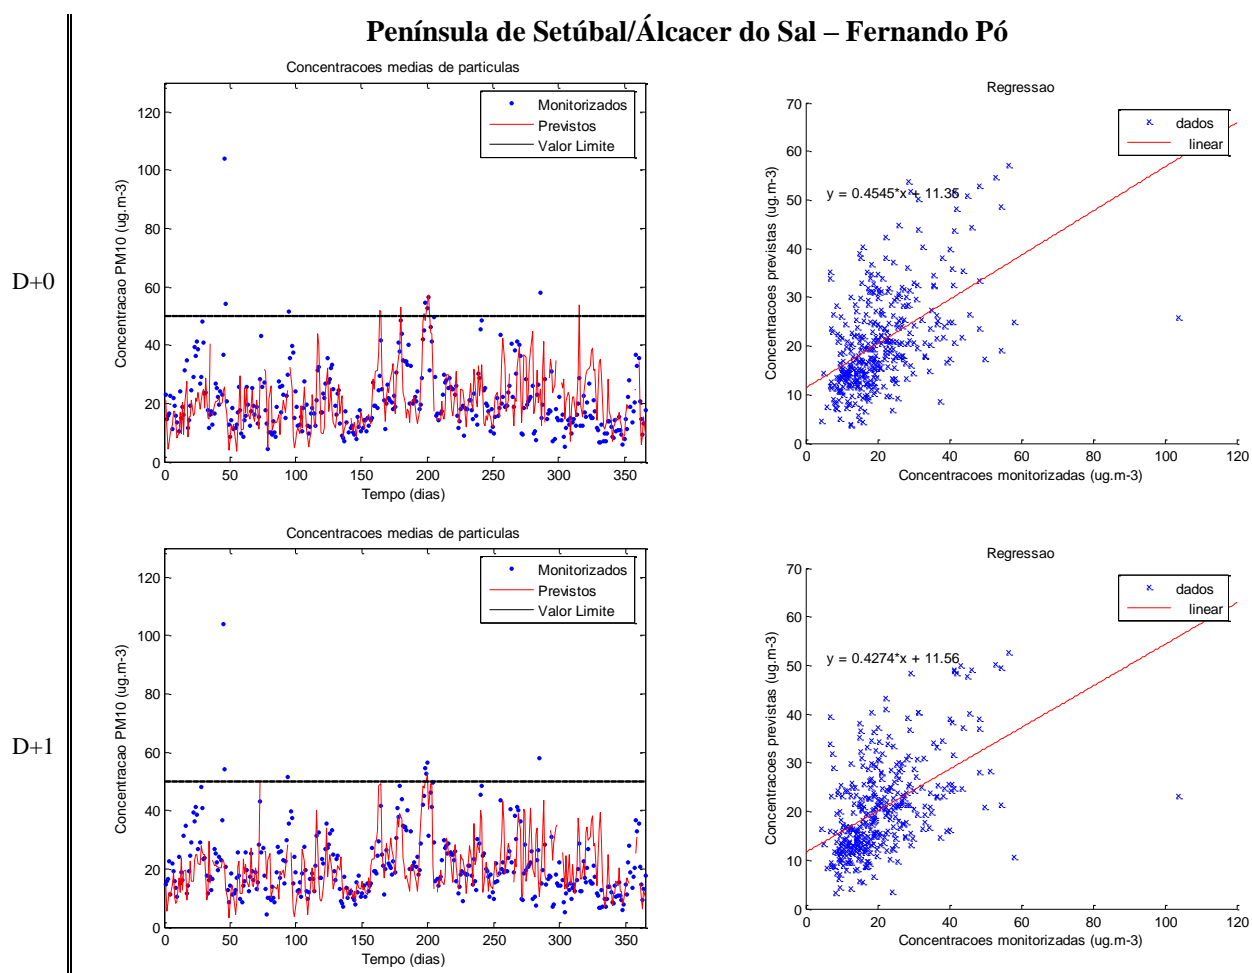 Península de Setúbal/Álcacer do Sal – Fernando Pó
D+0
Concentracoes medias de particulas
Concentracao PM10 (ug.m-3)
120
100
80
60
40
20
0
0 50 100 150 200 250 300 350
Tempo (dias)
Monitorizados
Previstos
Valor Limite
Regressao
Concentracoes previstas (ug.m-3)
70
60
50
40
30
20
10
0
0 20 40 60 80 100 120
Concentracoes monitorizadas (ug.m-3)
dados
linear
y = 0.4545*x + 11.35
D+1
Concentracoes medias de particulas
Concentracao PM10 (ug.m-3)
120
100
80
60
40
20
0
0 50 100 150 200 250 300 350
Tempo (dias)
Monitorizados
Previstos
Valor Limite
Regressao
Concentracoes previstas (ug.m-3)
70
60
50
40
30
20
10
0
0 20 40 60 80 100 120
Concentracoes monitorizadas (ug.m-3)
dados
linear
y = 0.4274*x + 11.56